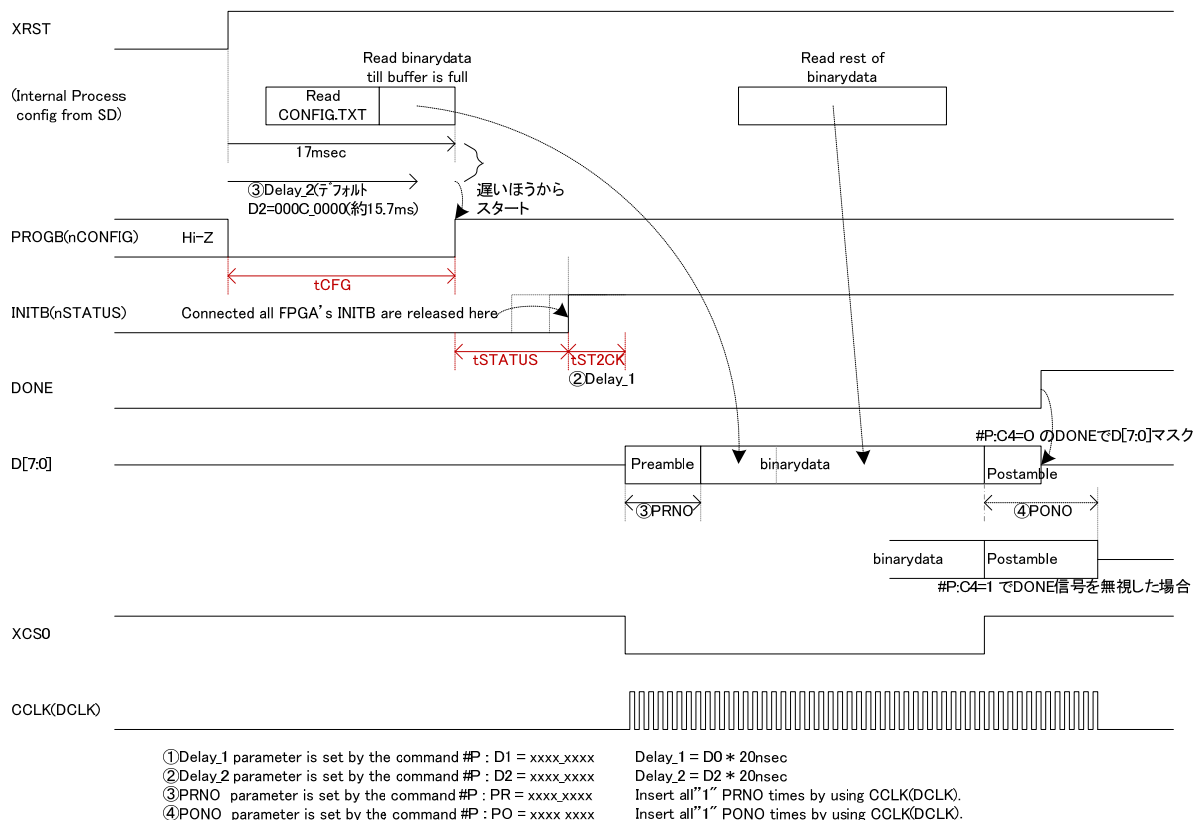 XRST
Read binarydata
till buffer is full
Read rest of
binarydata
(Internal Process
config from SD)
Read
CONFIG.TXT
17msec
③Delay_2(デフォルト
D2=000C_0000(約15.7ms)
遅いほうから
スタート
PROGB(nCONFIG)
Hi-Z
tCFG
INITB(nSTATUS)
Connected all FPGA's INITB are released here
tSTATUS
tST2CK
②Delay_1
DONE
#P:C4=0 のDONEでD[7:0]マスク
D[7:0]
Preamble
binarydata
Postamble
③PRNO
④PONO
binarydata
Postamble
#P:C4=1 でDONE信号を無視した場合
XCS0
CCLK(DCLK)
①Delay_1 parameter is set by the command #P : D1 = xxxx_xxxx Delay_1 = D0 * 20nsec
②Delay_2 parameter is set by the command #P : D2 = xxxx_xxxx Delay_2 = D2 * 20nsec
③PRNO parameter is set by the command #P : PR = xxxx_xxxx Insert all"1" PRNO times by using CCLK(DCLK).
④PONO parameter is set by the command #P : PO = xxxx_xxxx Insert all"1" PONO times by using CCLK(DCLK).